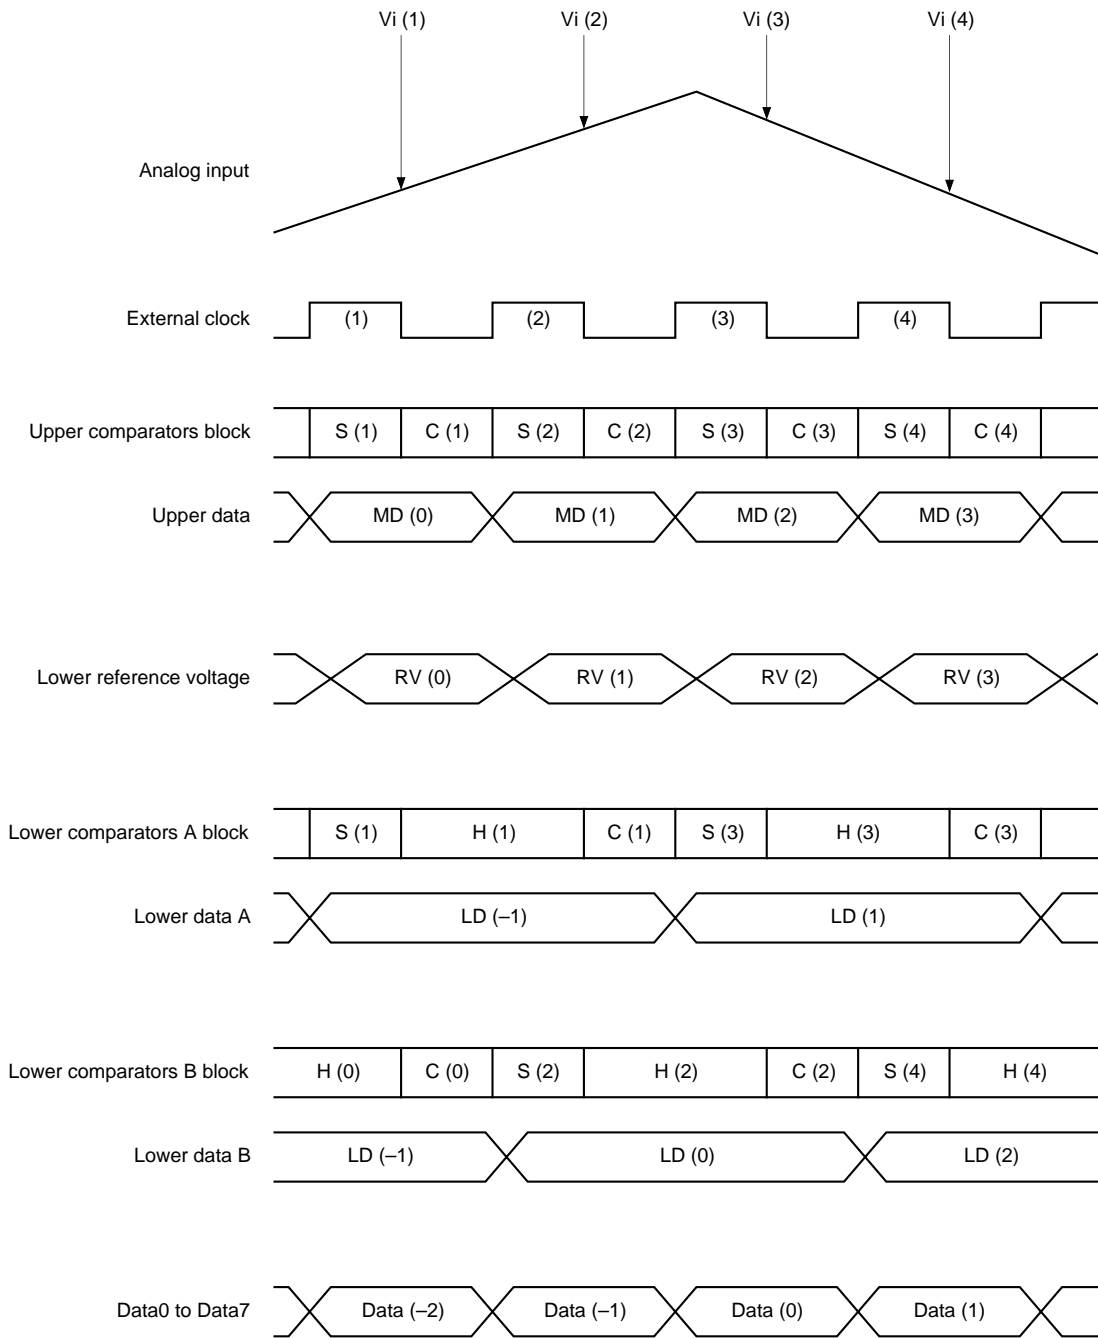 Vi (1) Vi (2) Vi (3) Vi (4)
Analog input
External clock (1) (2) (3) (4)
Upper comparators block S (1) C (1) S (2) C (2) S (3) C (3) S (4) C (4)
Upper data MD (0) MD (1) MD (2) MD (3)
Lower reference voltage RV (0) RV (1) RV (2) RV (3)
Lower comparators A block S (1) H (1) C (1) S (3) H (3) C (3)
Lower data A LD (–1) LD (1)
Lower comparators B block H (0) C (0) S (2) H (2) C (2) S (4) H (4)
Lower data B LD (–1) LD (0) LD (2)
Data0 to Data7 Data (–2) Data (–1) Data (0) Data (1)